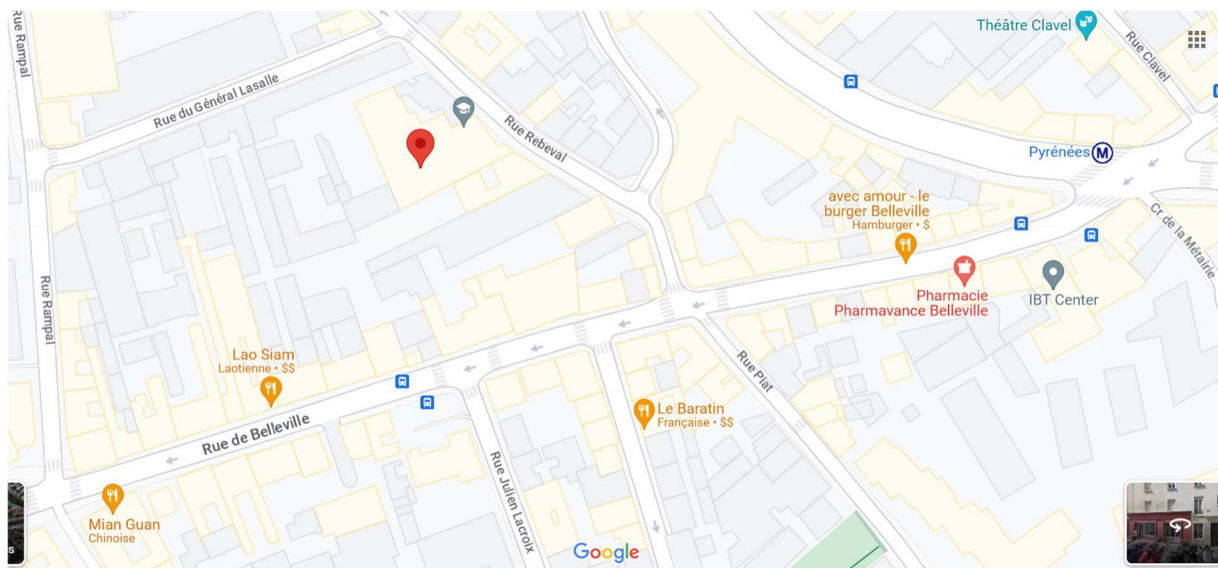 Rue Rampal
Théâtre Clavel
Rue Clavel
Rue du Général Lasalle
Rue Rebeval
Pyrénées
M
avec amour - le
burger Belleville
Hamburger • $
Cr de la Métairie
Pharmacie
Pharmavance Belleville
IBT Center
Rue Rampal
Lao Siam
Laotienne • $$
Rue Piat
Le Baratin
Française • $$
Rue de Belleville
Rue Julien Lacroix
Mian Guan
Chinoise
Google
s